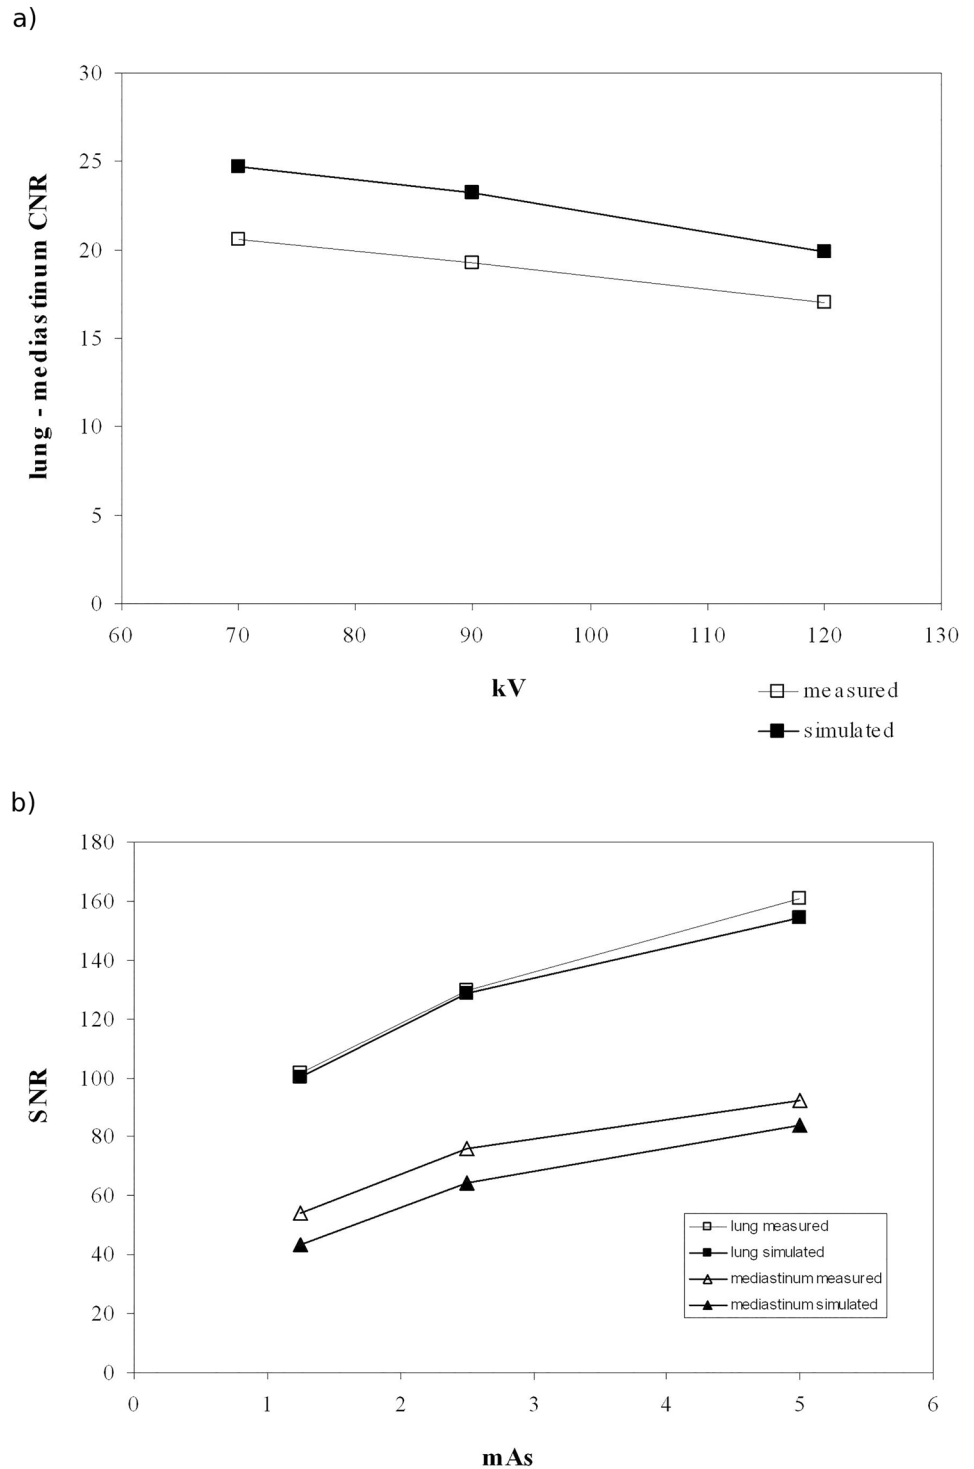 a)
30
25
20
15
10
5
0
60 70 80 90 100 110 120 130
lung - mediastinum CNR
kV
measured
simulated
b)
180
160
140
120
100
80
60
40
20
0
0 1 2 3 4 5 6
SNR
mAs
lung measured
lung simulated
mediastinum measured
mediastinum simulated